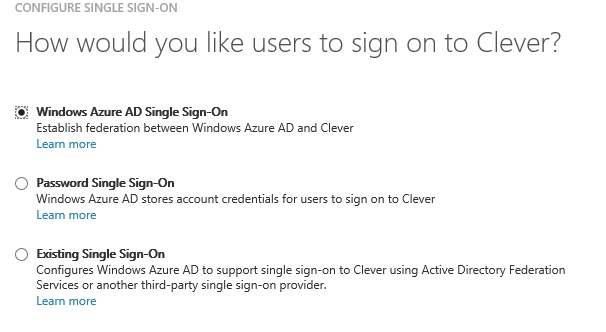 CONFIGURE SINGLE SIGN-ON
How would you like users to sign on to Clever?
Windows Azure AD Single Sign-On
Establish federation between Windows Azure AD and Clever
Learn more
Password Single Sign-On
Windows Azure AD stores account credentials for users to sign on to Clever
Learn more
Existing Single Sign-On
Configures Windows Azure AD to support single sign-on to Clever using Active Directory Federation
Services or another third-party single sign-on provider.
Learn more